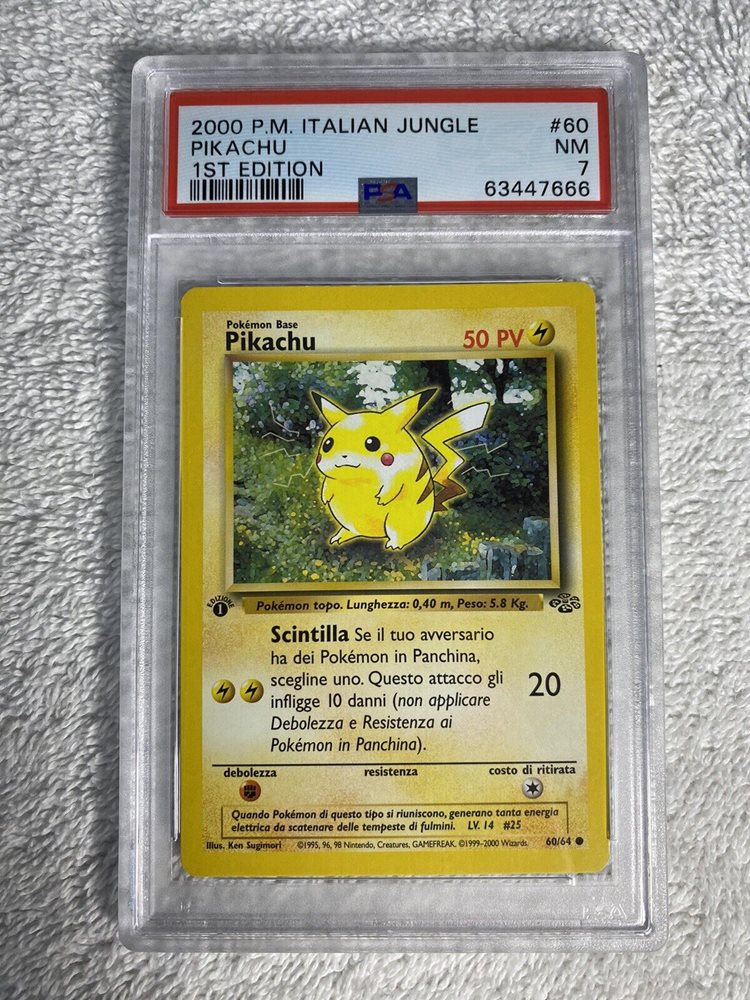 2000 P.M. ITALIAN JUNGLE #60
PIKACHU NM
1ST EDITION 7
PSA 63447666
Pokémon Base
Pikachu 50 PV
EDIZIONE
1
Pokémon topo. Lunghezza: 0,40 m, Peso: 5.8 Kg.
Scintilla Se il tuo avversario
ha dei Pokémon in Panchina,
scegline uno. Questo attacco gli
infligge 10 danni (non applicare
Debolezza e Resistenza ai
Pokémon in Panchina).
20
debolezza resistenza costo di ritirata
Quando Pokémon di questo tipo si riuniscono, generano tanta energia
elettrica da scatenare delle tempeste di fulmini. LV. 14 #25
Illus. Ken Sugimori ©1995, 96, 98 Nintendo, Creatures, GAMEFREAK. ©1999-2000 Wizards. 60/64